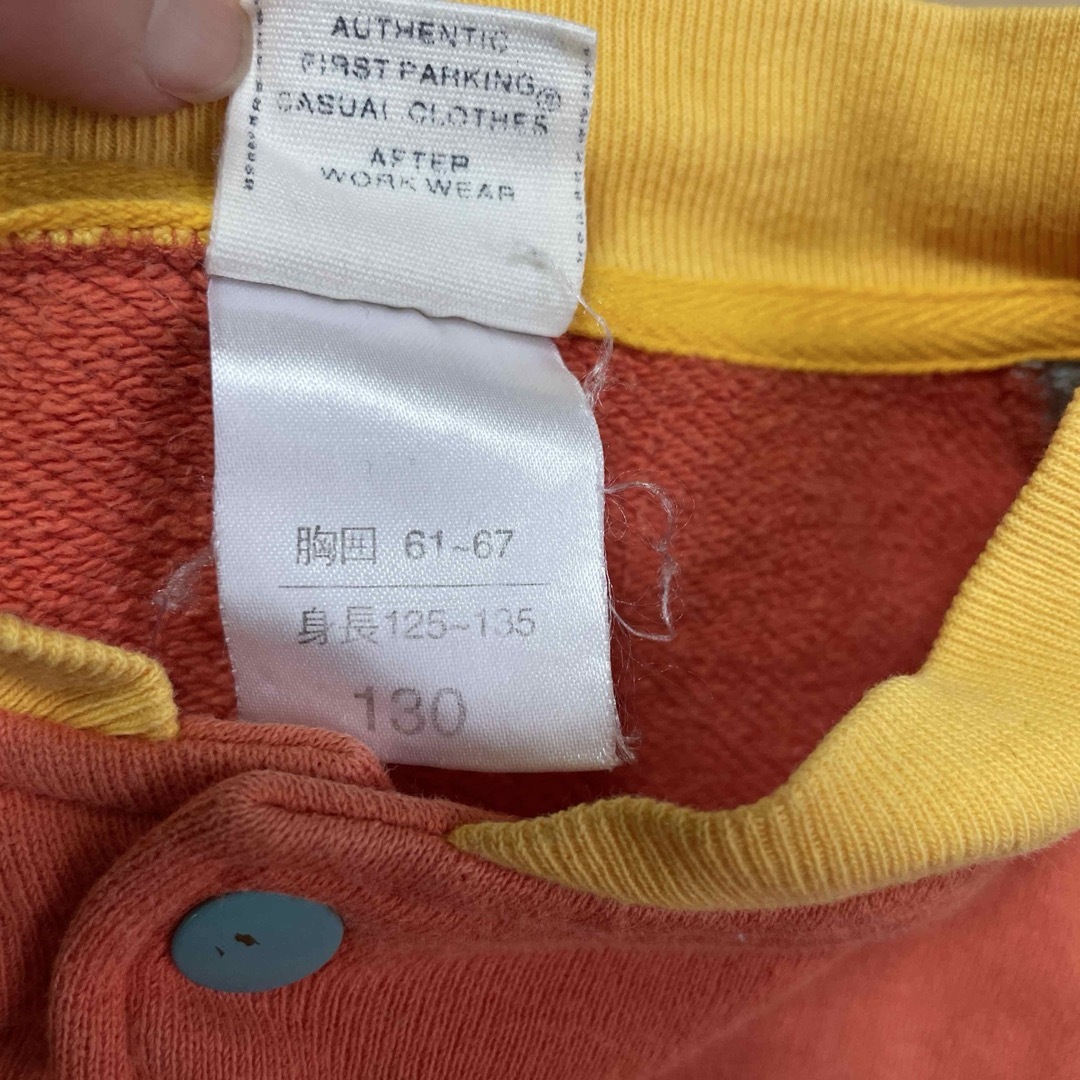 AUTHENTIC
FIRST PARKING®
CASUAL CLOTHES
AFTER
WORK WEAR
胸囲 61~67
身長125~135
130